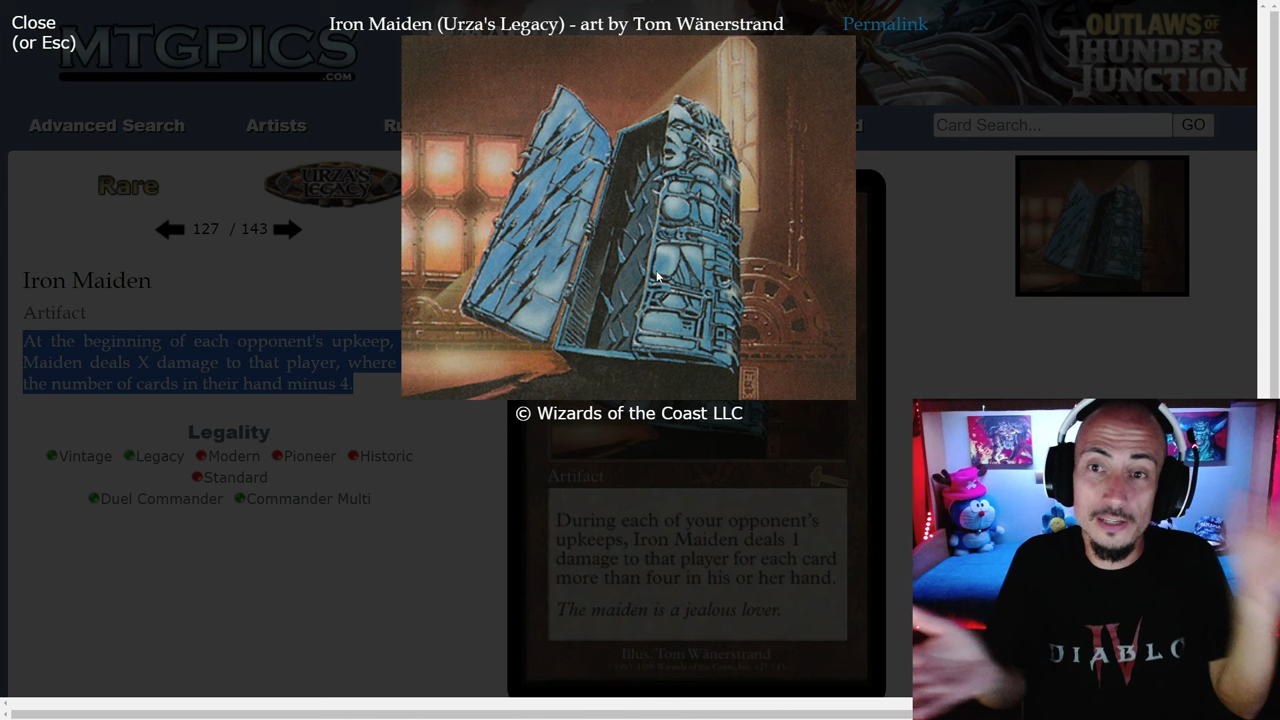 Close
(or Esc)
Iron Maiden (Urza's Legacy) - art by Tom Wänerstrand
Permalink
MTGPICS
.COM
OUTLAWS OF
THUNDER
JUNCTION
Advanced Search
Artists
Card Search...
GO
Rare
URZA'S
LEGACY
127 / 143
Iron Maiden
Artifact
At the beginning of each opponent's upkeep,
Maiden deals X damage to that player, where
the number of cards in their hand minus 4.
Legality
Vintage Legacy Modern Pioneer Historic
Standard
Duel Commander Commander Multi
© Wizards of the Coast LLC
Artifact
During each of your opponent's
upkeeps, Iron Maiden deals 1
damage to that player for each card
more than four in his or her hand.
The maiden is a jealous lover.
Illus. Tom Wänerstrand
DIABLO
IV